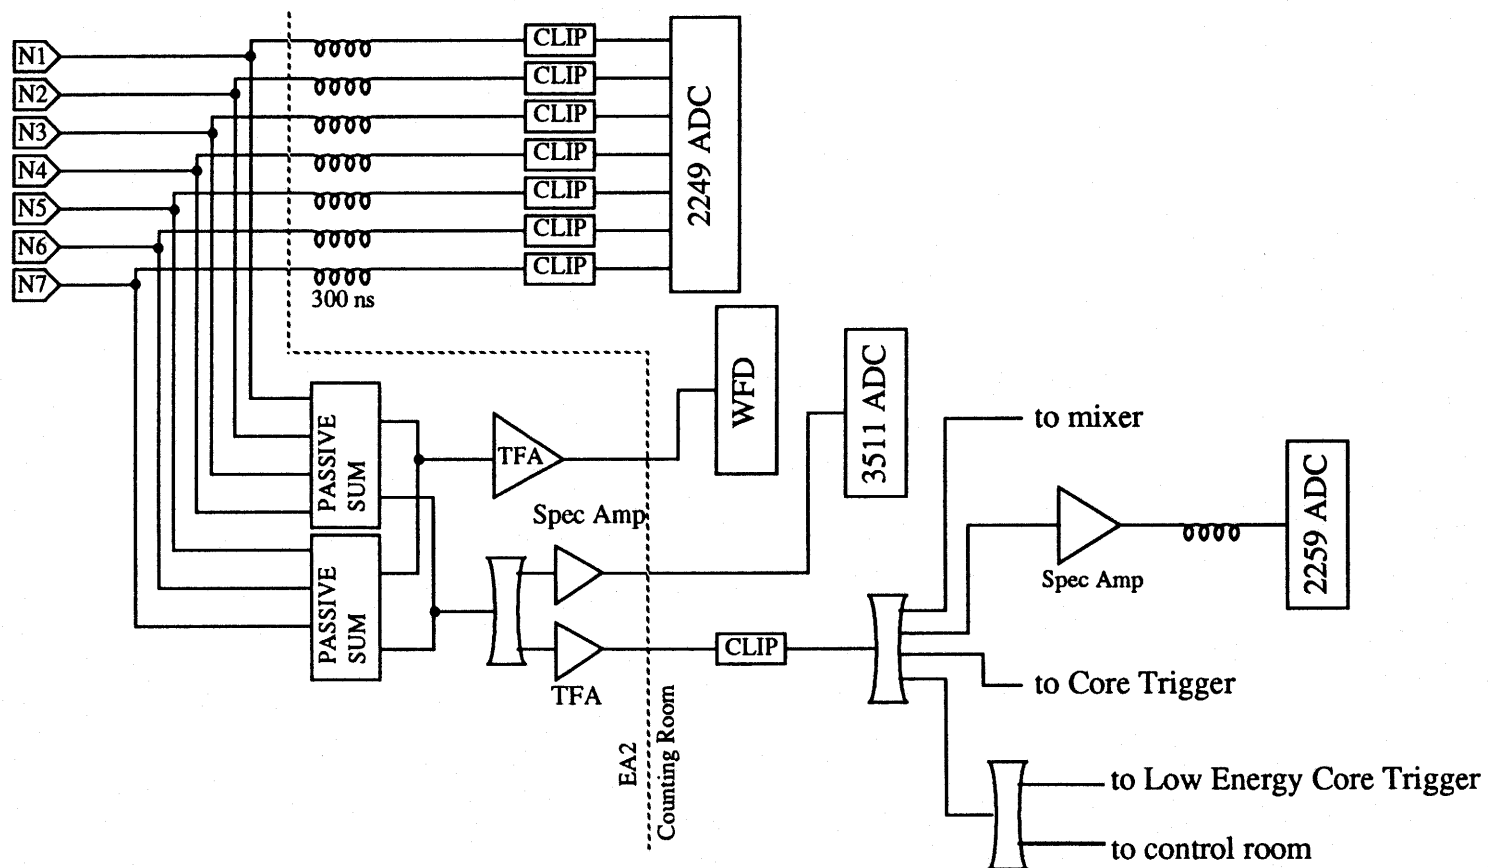 N1
CLIP
N2
CLIP
N3
CLIP
N4
CLIP
N5
CLIP
N6
CLIP
N7
CLIP
2249 ADC
300 ns
WFD
3511 ADC
to mixer
PASSIVE
SUM
TFA
Spec Amp
2259 ADC
Spec Amp
PASSIVE
SUM
CLIP
TFA
to Core Trigger
EA2
Counting Room
to Low Energy Core Trigger
to control room